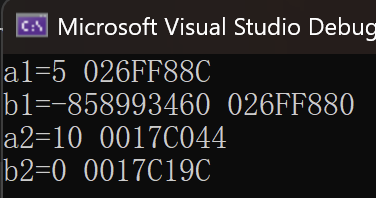 Microsoft Visual Studio Debug
a1=5 026FF88C
b1=-858993460 026FF880
a2=10 0017C044
b2=0 0017C19C